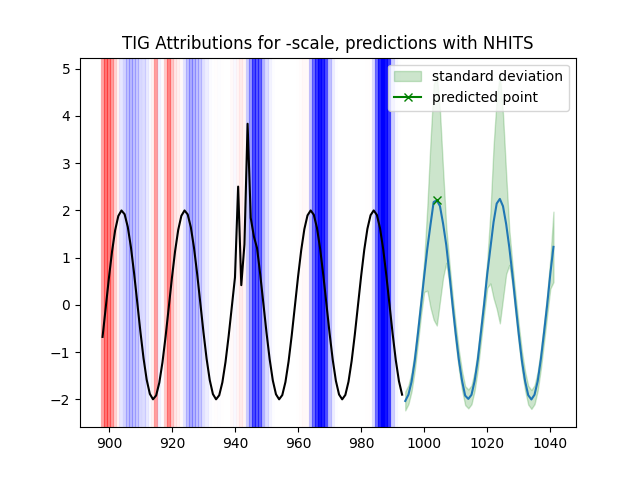 TIG Attributions for -scale, predictions with NHITS
standard deviation
predicted point
5
4
3
2
1
0
−1
−2
900 920 940 960 980 1000 1020 1040